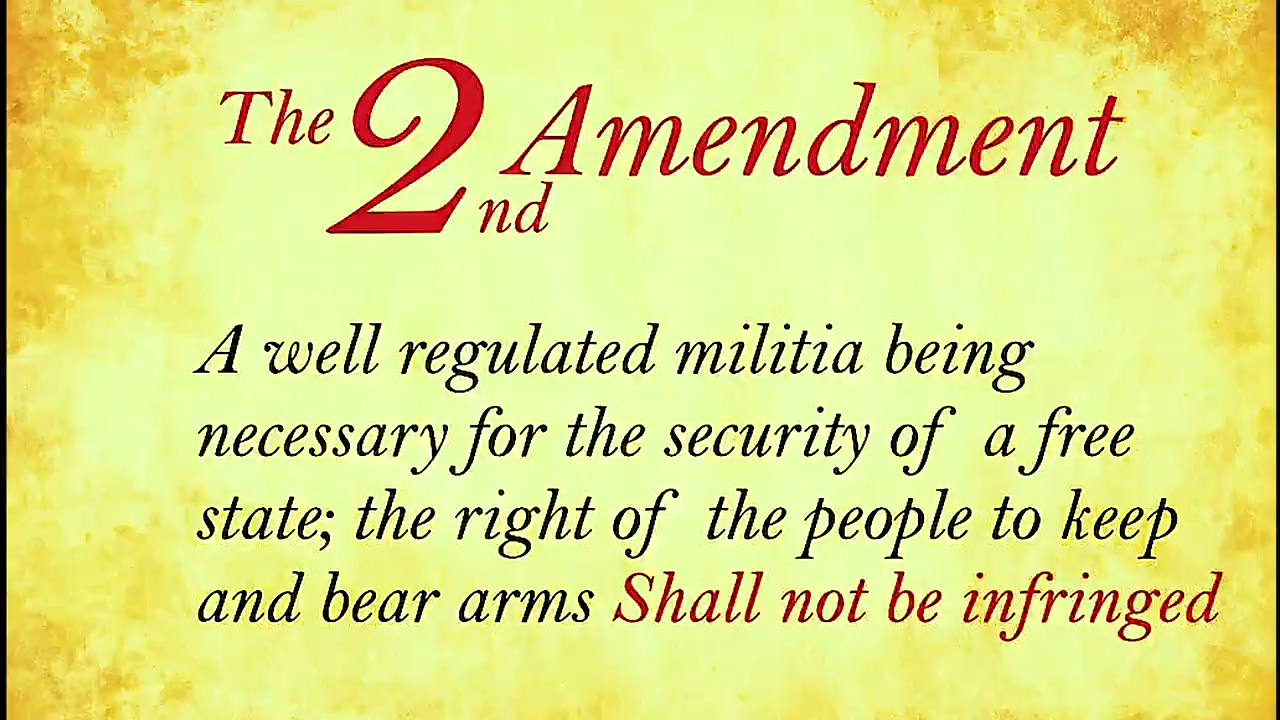 The 2nd Amendment
A well regulated militia being
necessary for the security of a free
state; the right of the people to keep
and bear arms Shall not be infringed